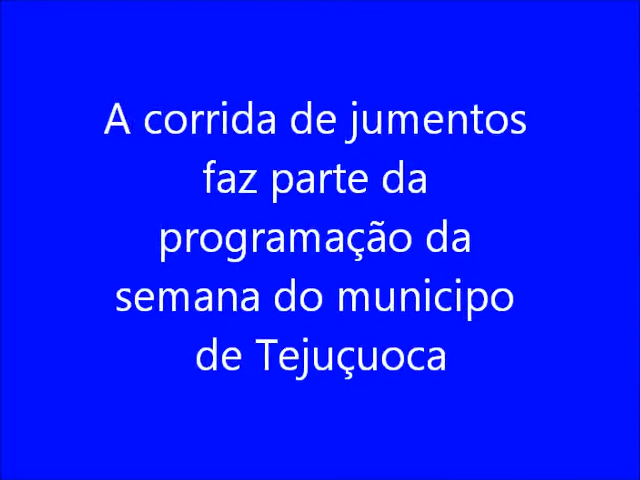 A corrida de jumentos
faz parte da
programação da
semana do municipo
de Tejuçuoca